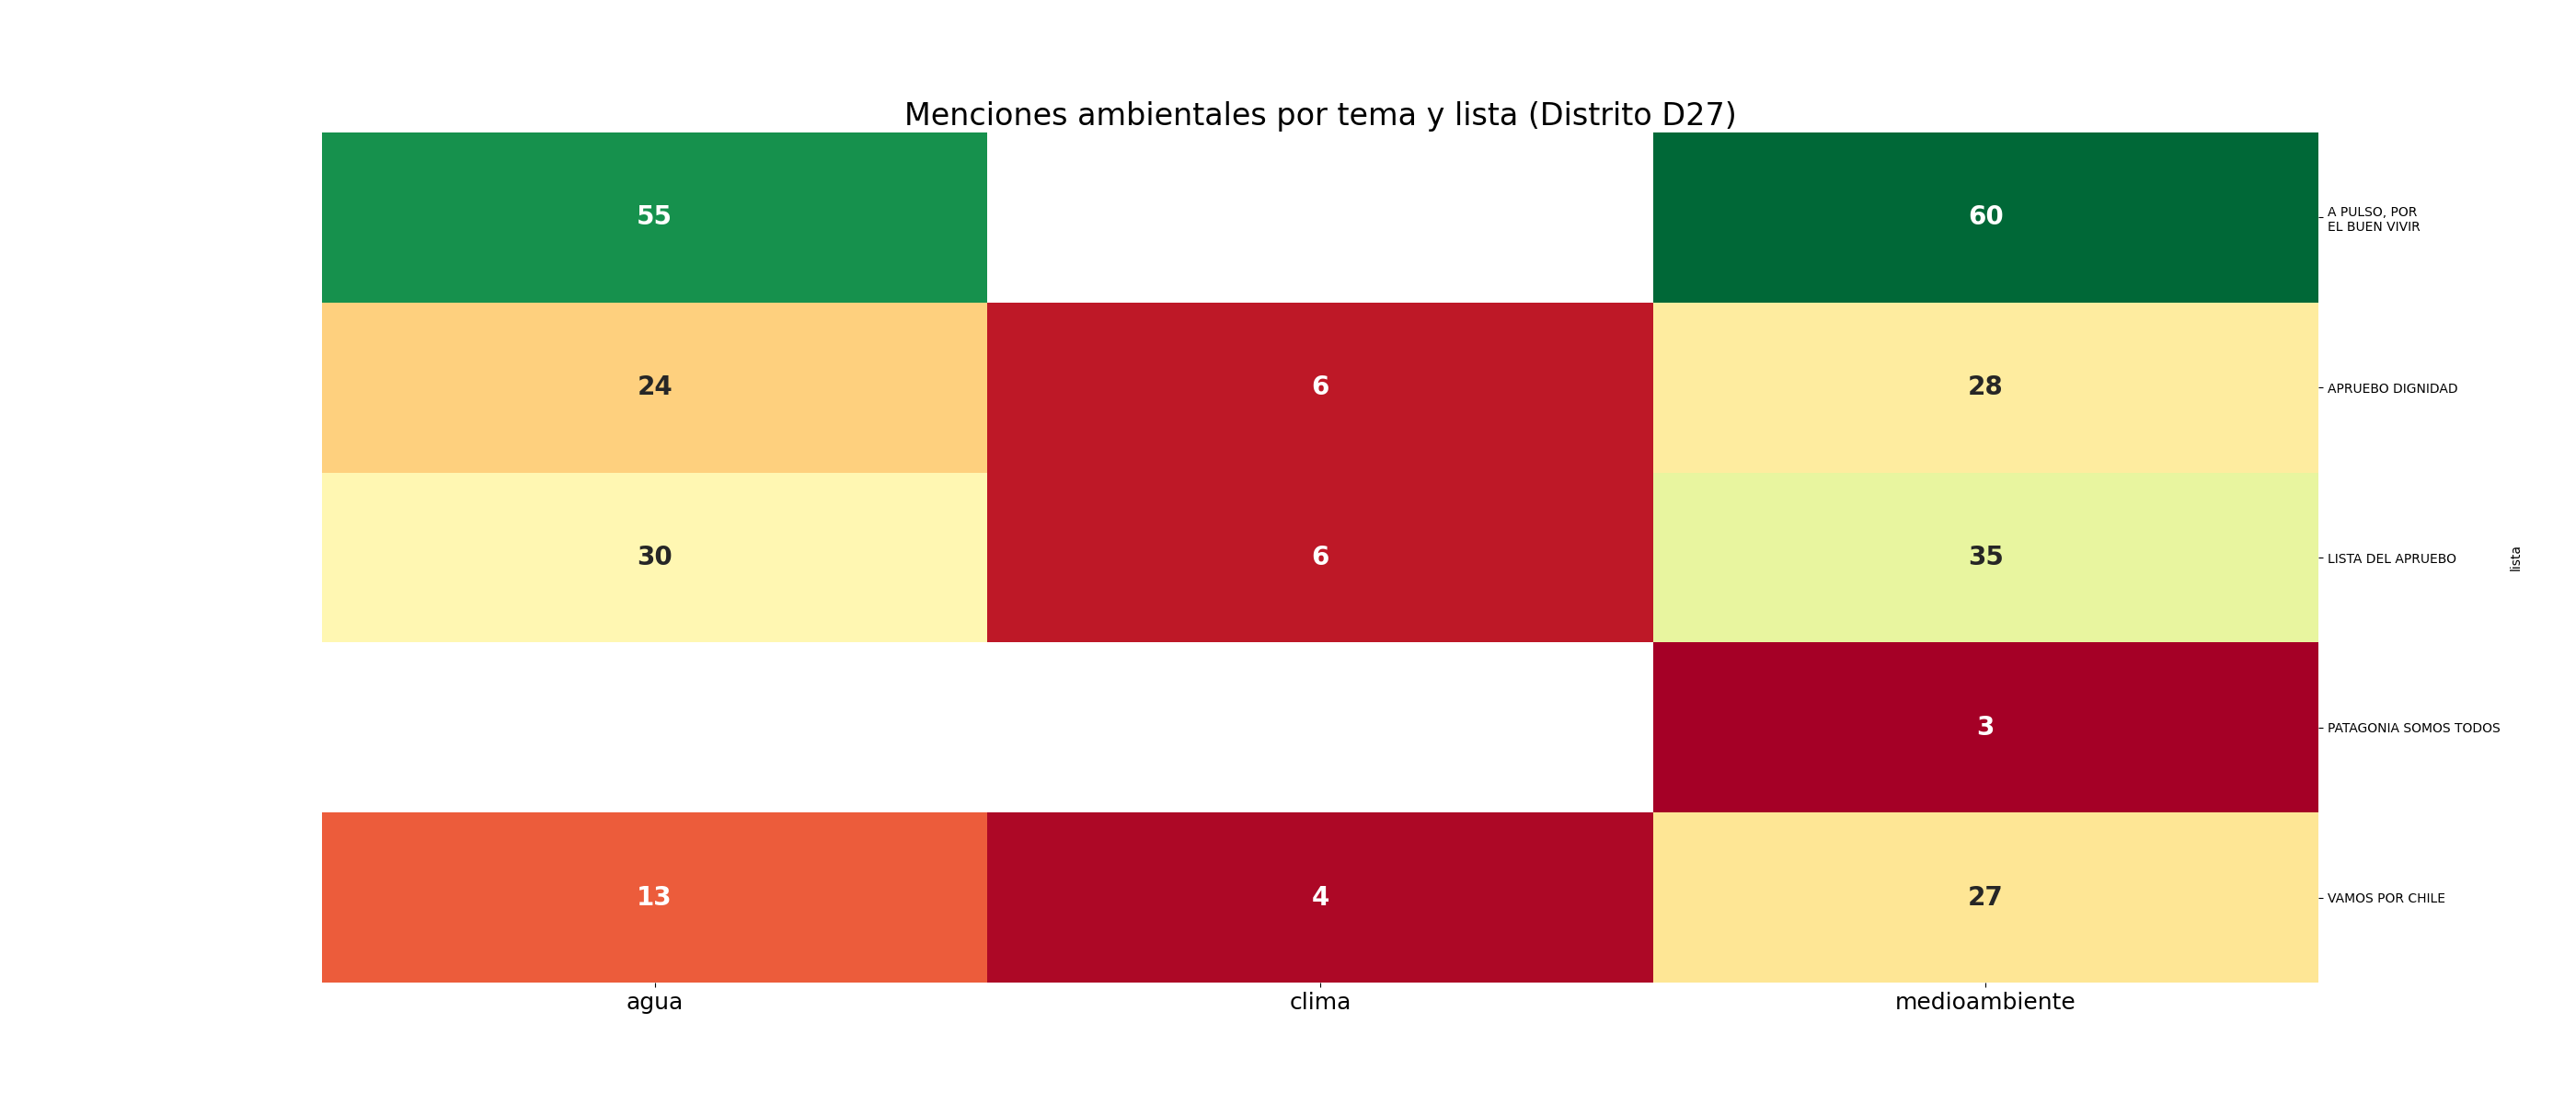 Menciones ambientales por tema y lista (Distrito D27)
55
60
A PULSO, POR
EL BUEN VIVIR
24
6
28
APRUEBO DIGNIDAD
30
6
35
LISTA DEL APRUEBO
lista
3
PATAGONIA SOMOS TODOS
13
4
27
VAMOS POR CHILE
agua
clima
medioambiente